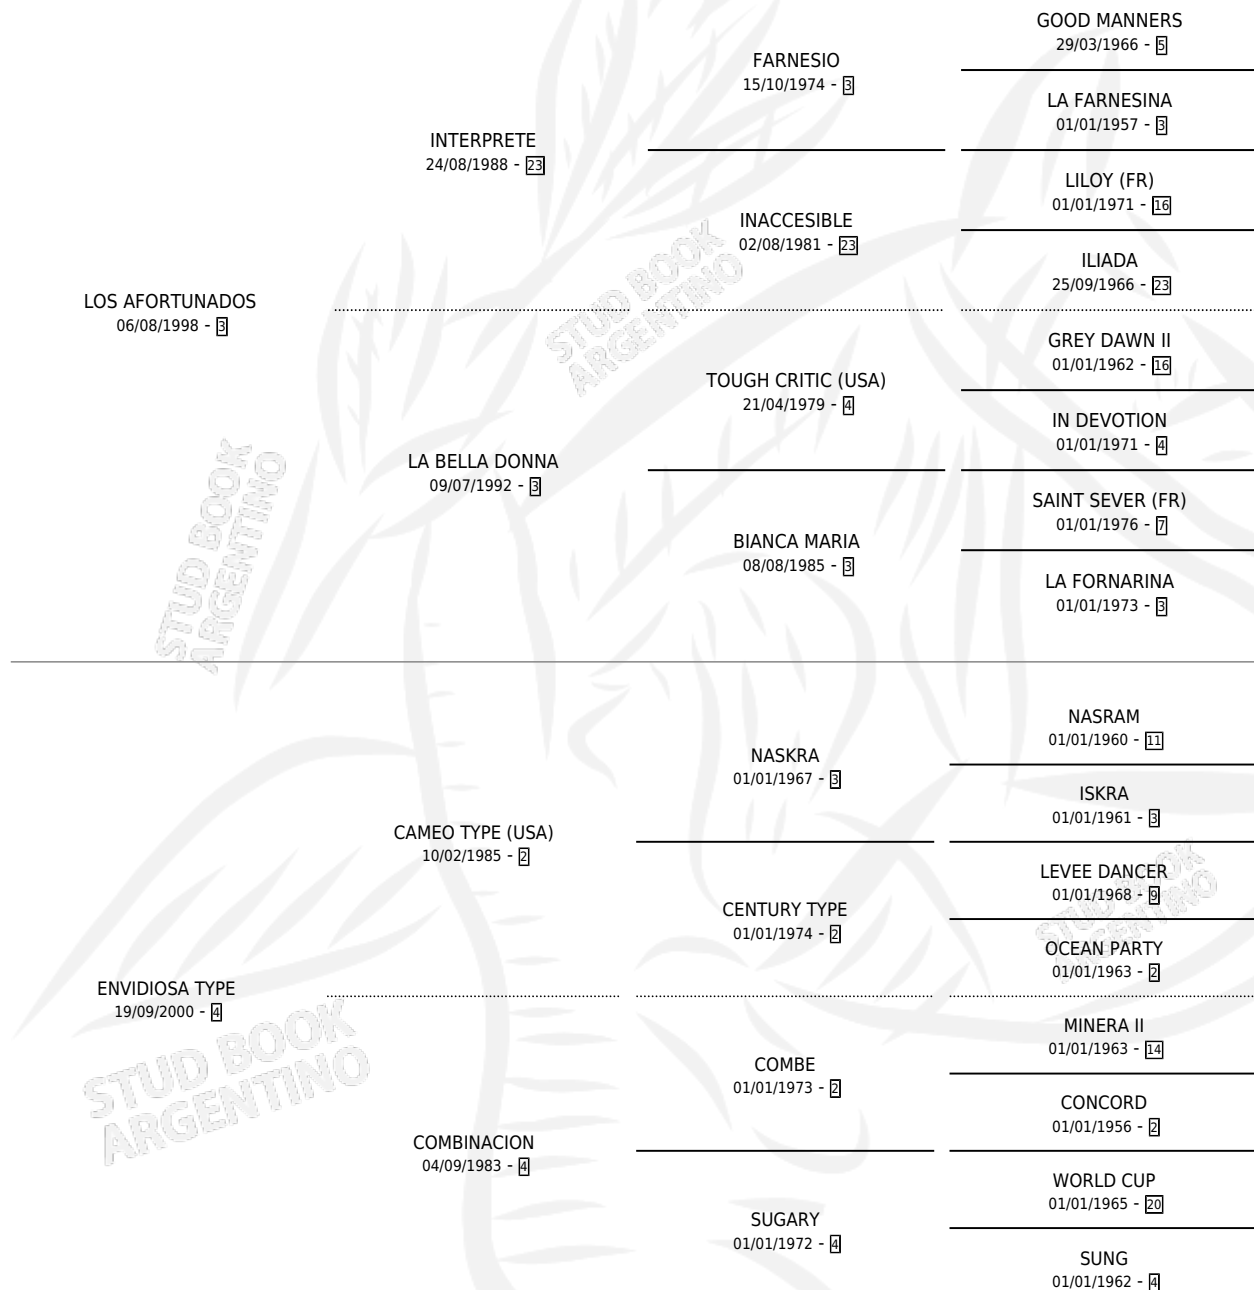 GOOD MANNERS
29/03/1966 - 5
FARNESIO
15/10/1974 - 3
LA FARNESINA
01/01/1957 - 3
INTERPRETE
24/08/1988 - 23
LILOY (FR)
01/01/1971 - 16
INACCESIBLE
02/08/1981 - 23
ILIADA
25/09/1966 - 23
LOS AFORTUNADOS
06/08/1998 - 3
GREY DAWN II
01/01/1962 - 16
TOUGH CRITIC (USA)
21/04/1979 - 4
IN DEVOTION
01/01/1971 - 4
LA BELLA DONNA
09/07/1992 - 3
SAINT SEVER (FR)
01/01/1976 - 7
BIANCA MARIA
08/08/1985 - 3
LA FORNARINA
01/01/1973 - 3
NASRAM
01/01/1960 - 11
NASKRA
01/01/1967 - 3
ISKRA
01/01/1961 - 3
CAMEO TYPE (USA)
10/02/1985 - 2
LEVEE DANCER
01/01/1968 - 9
CENTURY TYPE
01/01/1974 - 2
OCEAN PARTY
01/01/1963 - 2
ENVIDIOSA TYPE
19/09/2000 - 4
MINERA II
01/01/1963 - 14
COMBE
01/01/1973 - 2
CONCORD
01/01/1956 - 2
COMBINACION
04/09/1983 - 4
WORLD CUP
01/01/1965 - 20
SUGARY
01/01/1972 - 4
SUNG
01/01/1962 - 4
STUD BOOK
ARGENTINO
STUD BOOK
ARGENTINO
STUD BOOK
ARGENTINO
STUD BOOK
ARGENTINO